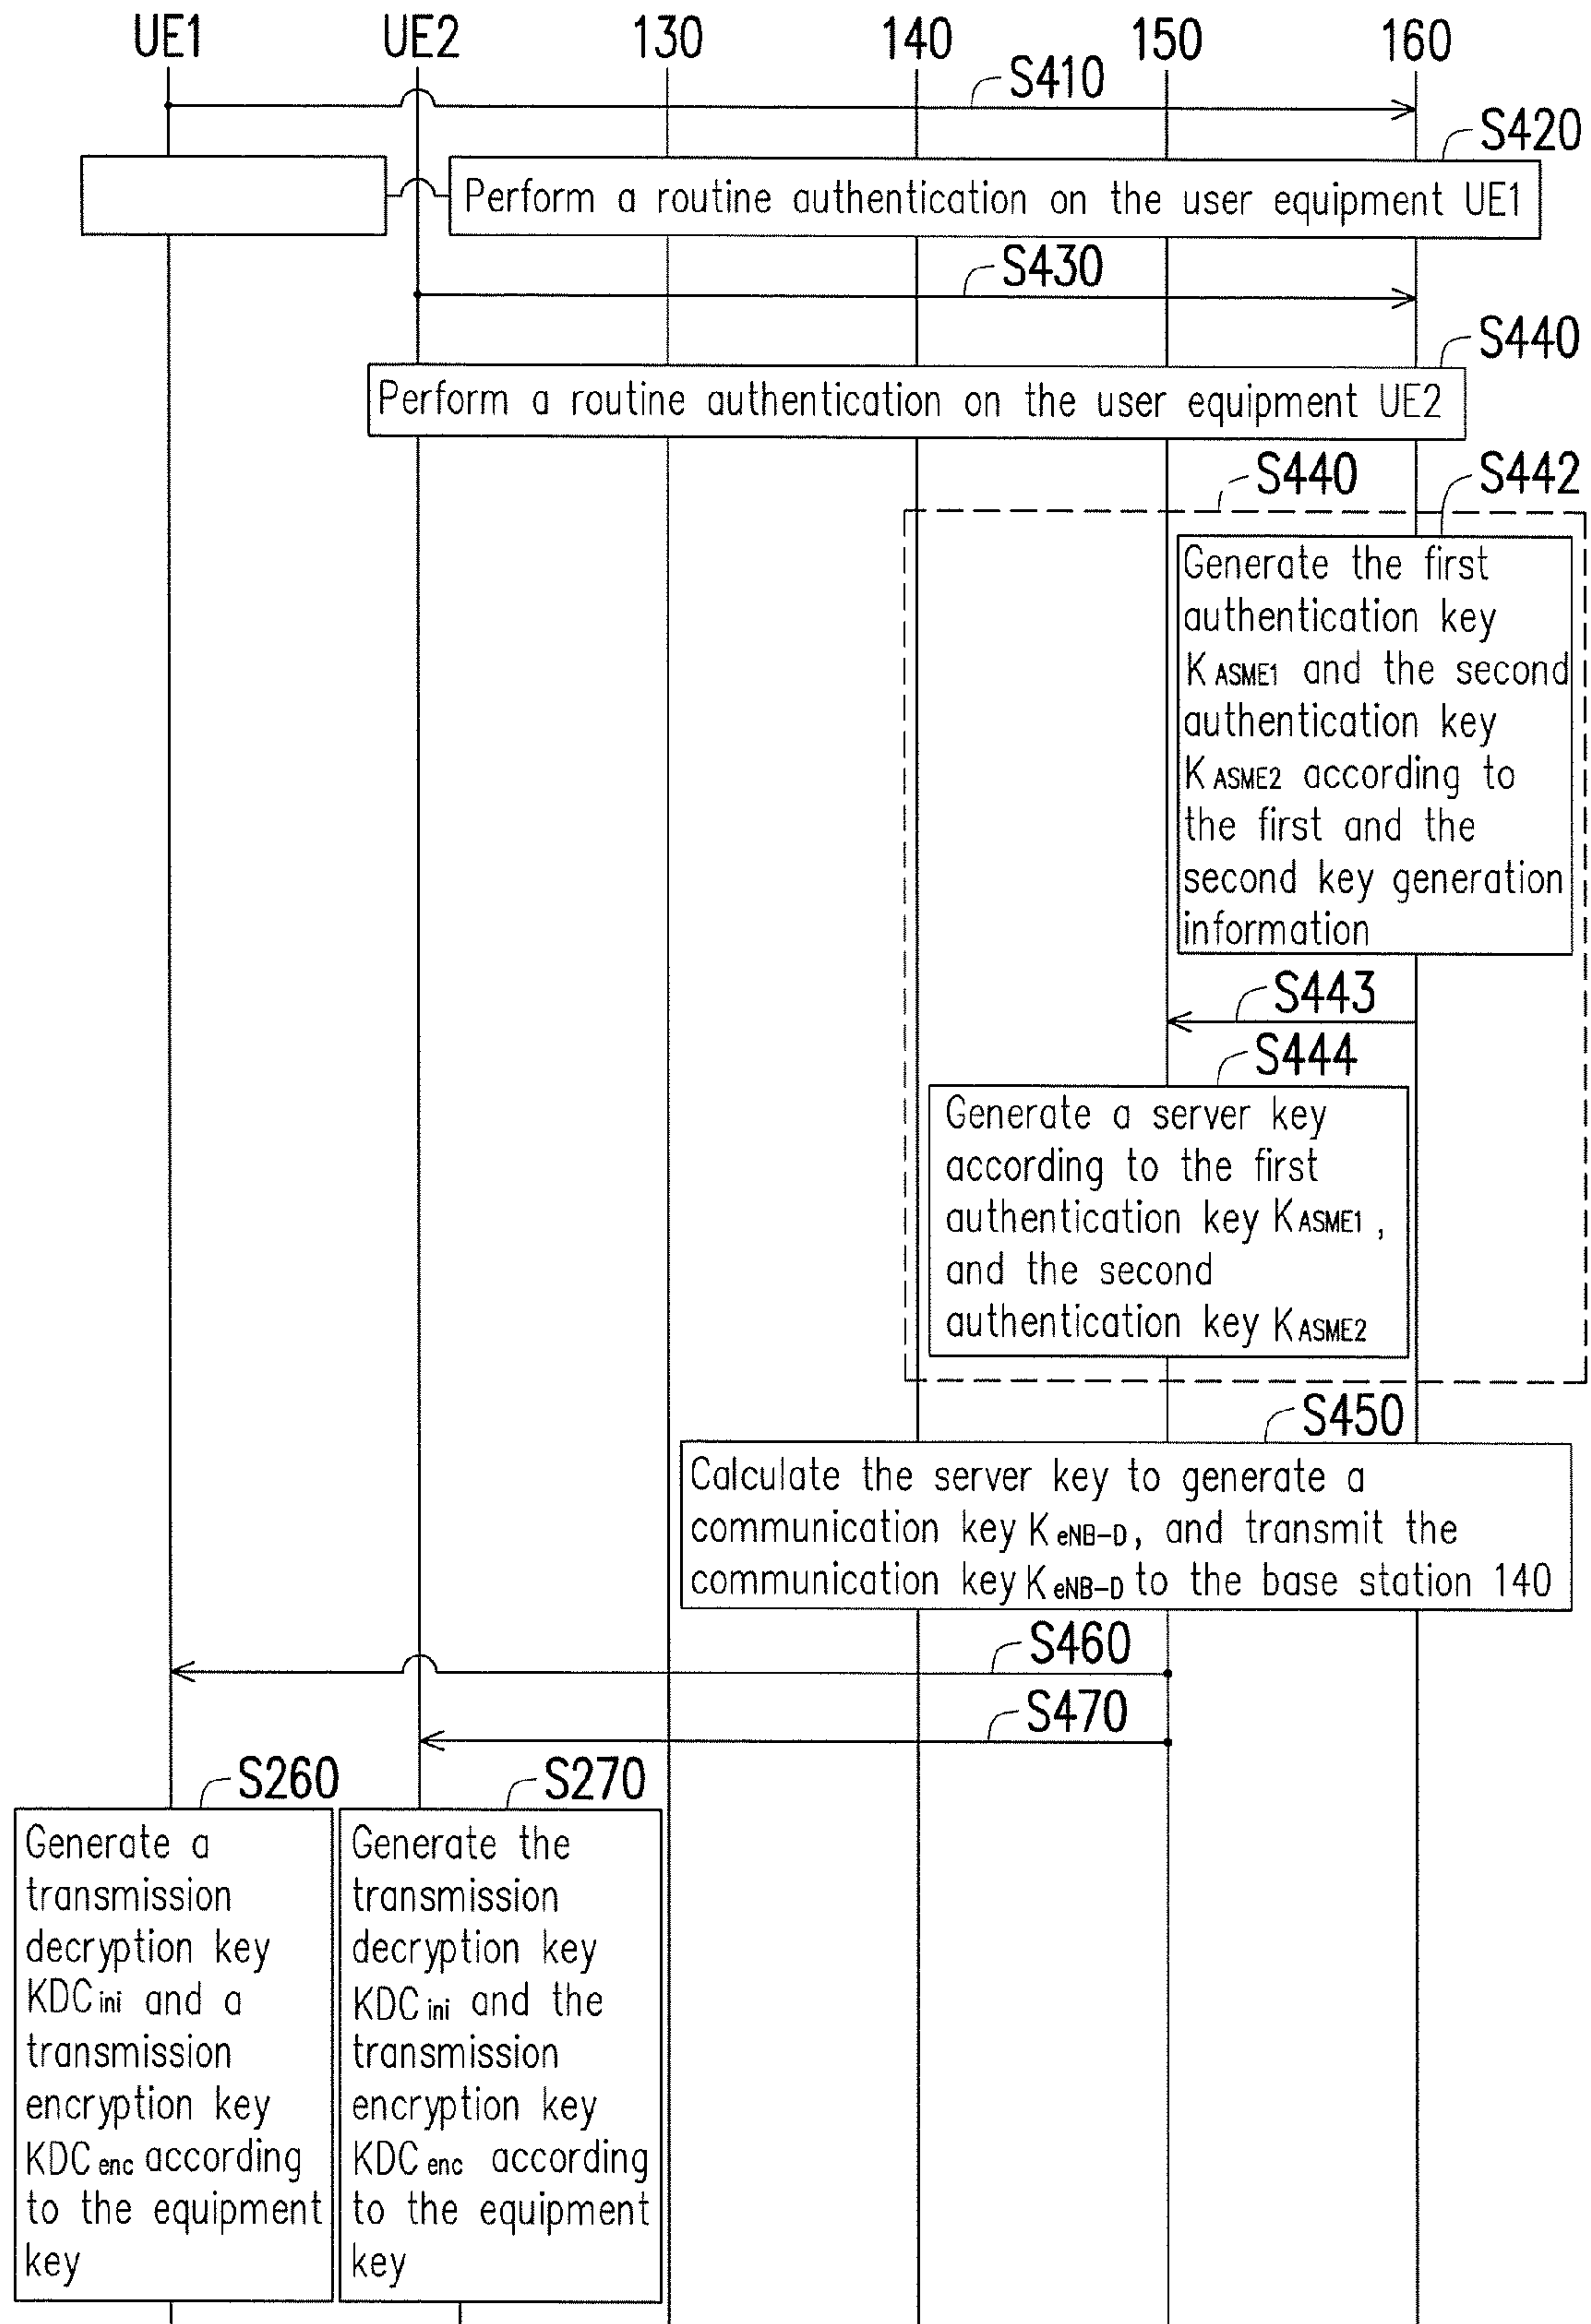 UE1 UE2 130 140 150 160
S410
S420
Perform a routine authentication on the user equipment UE1
S430
S440
Perform a routine authentication on the user equipment UE2
S440
S442
Generate the first
authentication key
KASME1 and the second
authentication key
KASME2 according to
the first and the
second key generation
information
S443
S444
Generate a server key
according to the first
authentication key KASME1 ,
and the second
authentication key KASME2
S450
Calculate the server key to generate a
communication key KeNB-D, and transmit the
communication key KeNB-D to the base station 140
S460
S470
S260
Generate a
transmission
decryption key
KDCini and a
transmission
encryption key
KDCenc according
to the equipment
key
S270
Generate the
transmission
decryption key
KDCini and the
transmission
encryption key
KDCenc according
to the equipment
key